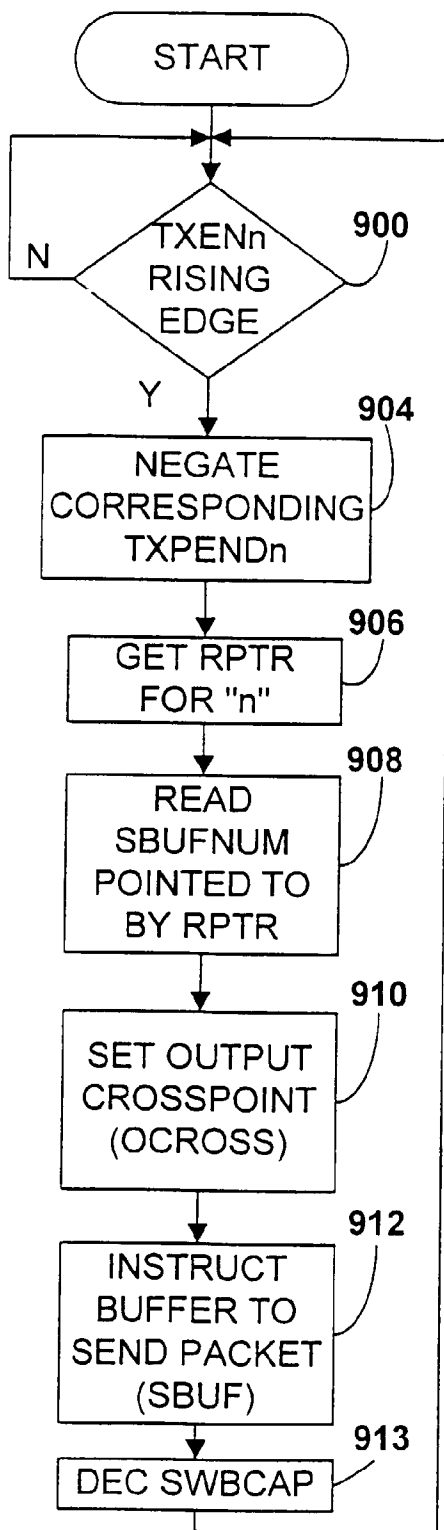 START
TXENn
RISING
EDGE
900
N
Y
904
NEGATE
CORRESPONDING
TXPENDn
906
GET RPTR
FOR "n"
908
READ
SBUFNUM
POINTED TO
BY RPTR
910
SET OUTPUT
CROSSPOINT
(OCROSS)
912
INSTRUCT
BUFFER TO
SEND PACKET
(SBUF)
913
DEC SWBCAP